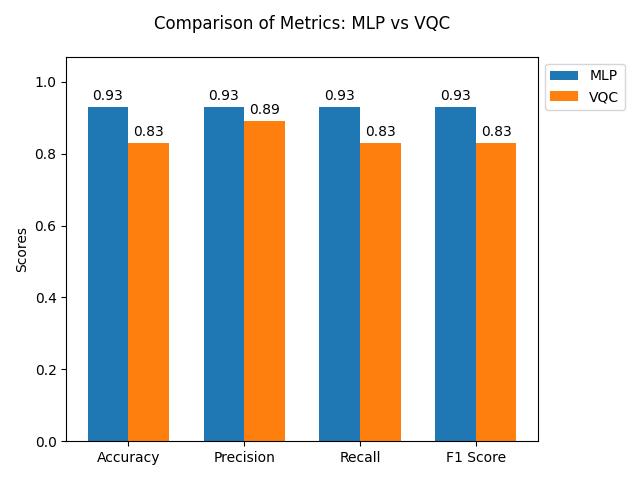 Comparison of Metrics: MLP vs VQC
MLP
VQC
1.0
0.8
0.6
0.4
0.2
0.0
Scores
0.93
0.83
0.93
0.89
0.93
0.83
0.93
0.83
Accuracy
Precision
Recall
F1 Score